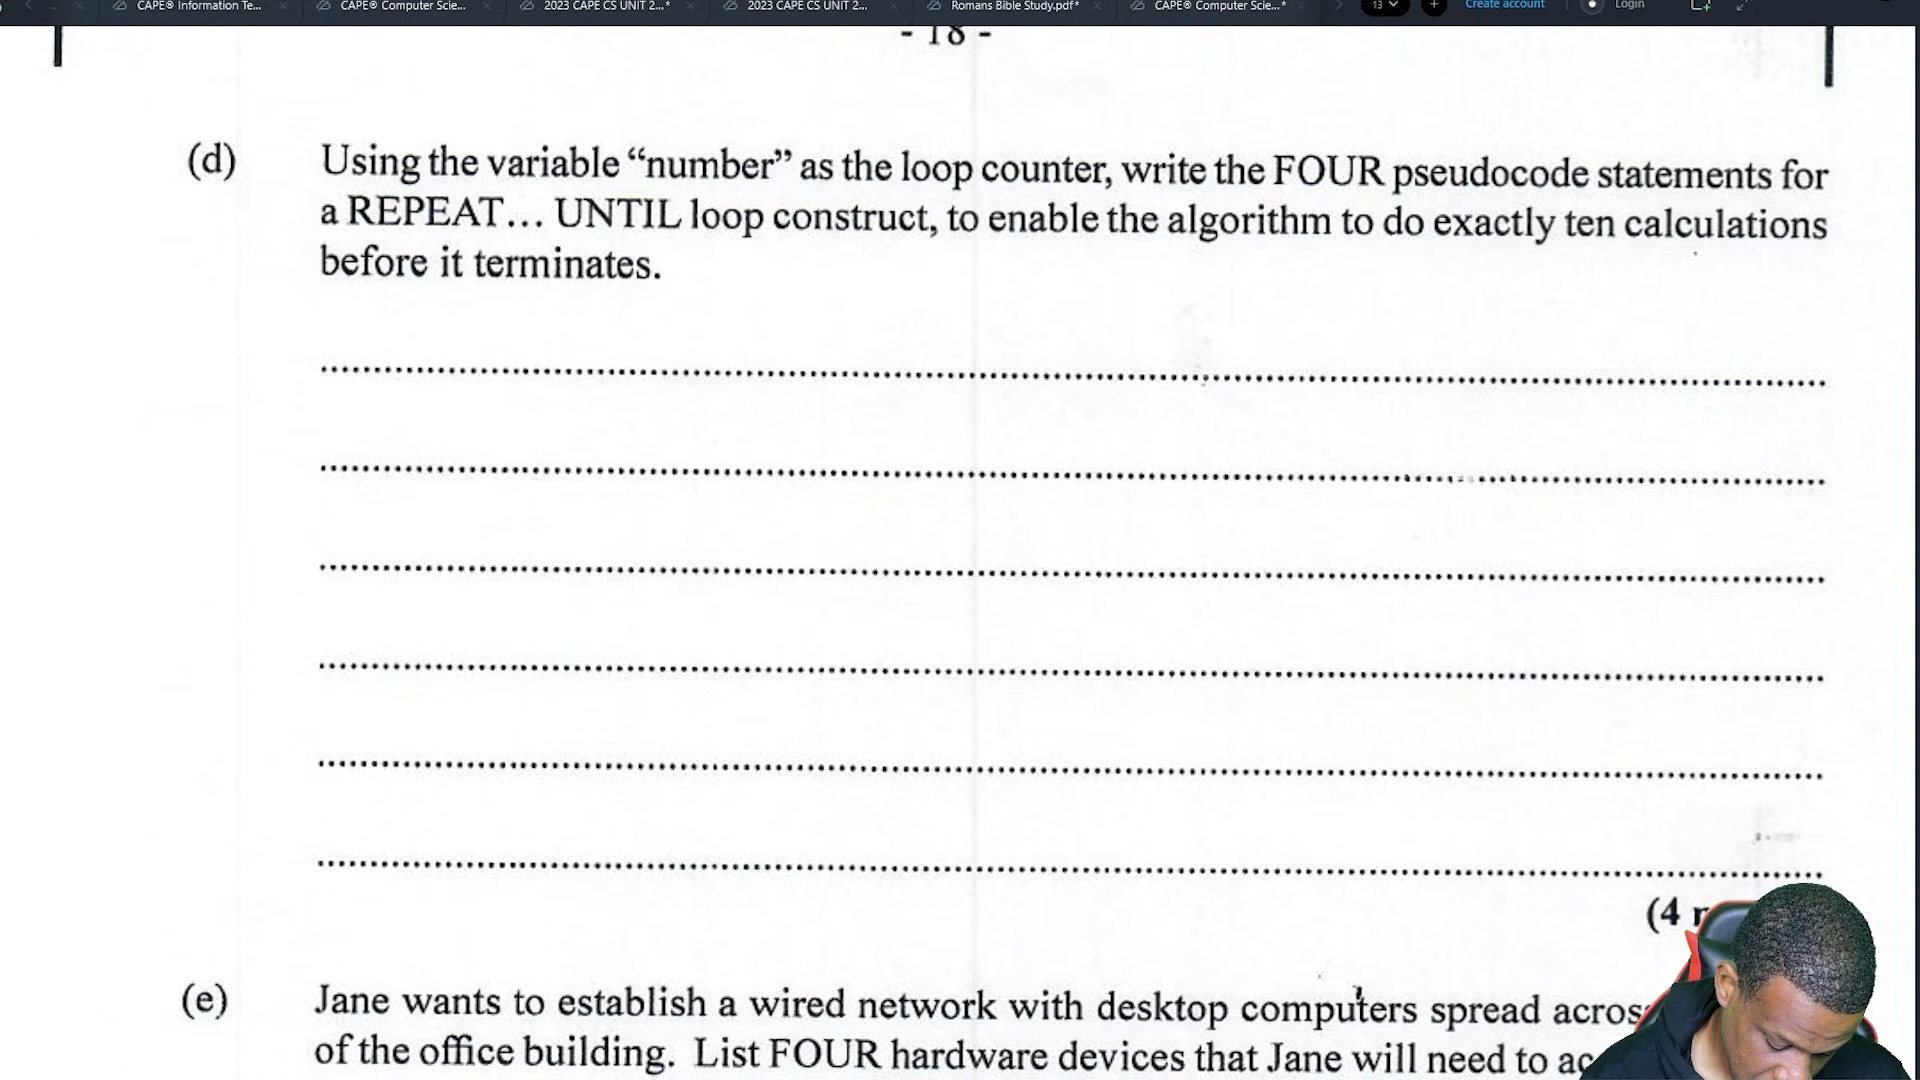 CAPE® Information Te... CAPE® Computer Scie... 2023 CAPE CS UNIT 2...* 2023 CAPE CS UNIT 2... Romans Bible Study.pdf* CAPE® Computer Scie...* 13 Create account Login
- 18 -
(d) Using the variable “number” as the loop counter, write the FOUR pseudocode statements for
a REPEAT... UNTIL loop construct, to enable the algorithm to do exactly ten calculations
before it terminates.
(4
(e) Jane wants to establish a wired network with desktop computers spread
of the office building. List FOUR hardware devices that Jane will need to